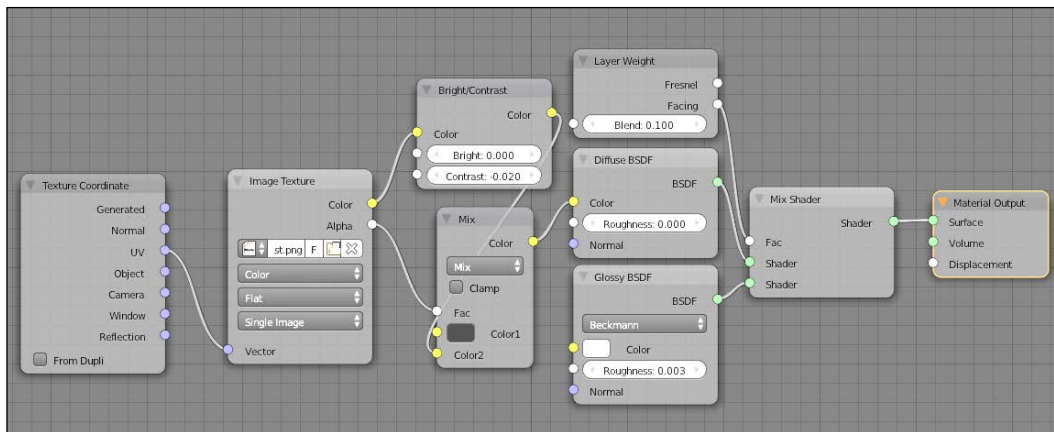 Texture Coordinate
Generated
Normal
UV
Object
Camera
Window
Reflection
From Dupli
Image Texture
Color
Alpha
st.png F
Color
Flat
Single Image
Vector
Bright/Contrast
Color
Color
Bright: 0.000
Contrast: -0.020
Mix
Color
Mix
Clamp
Fac
Color1
Color2
Layer Weight
Fresnel
Facing
Blend: 0.100
Diffuse BSDF
BSDF
Color
Roughness: 0.000
Normal
Glossy BSDF
BSDF
Beckmann
Color
Roughness: 0.003
Normal
Mix Shader
Shader
Fac
Shader
Shader
Material Output
Surface
Volume
Displacement